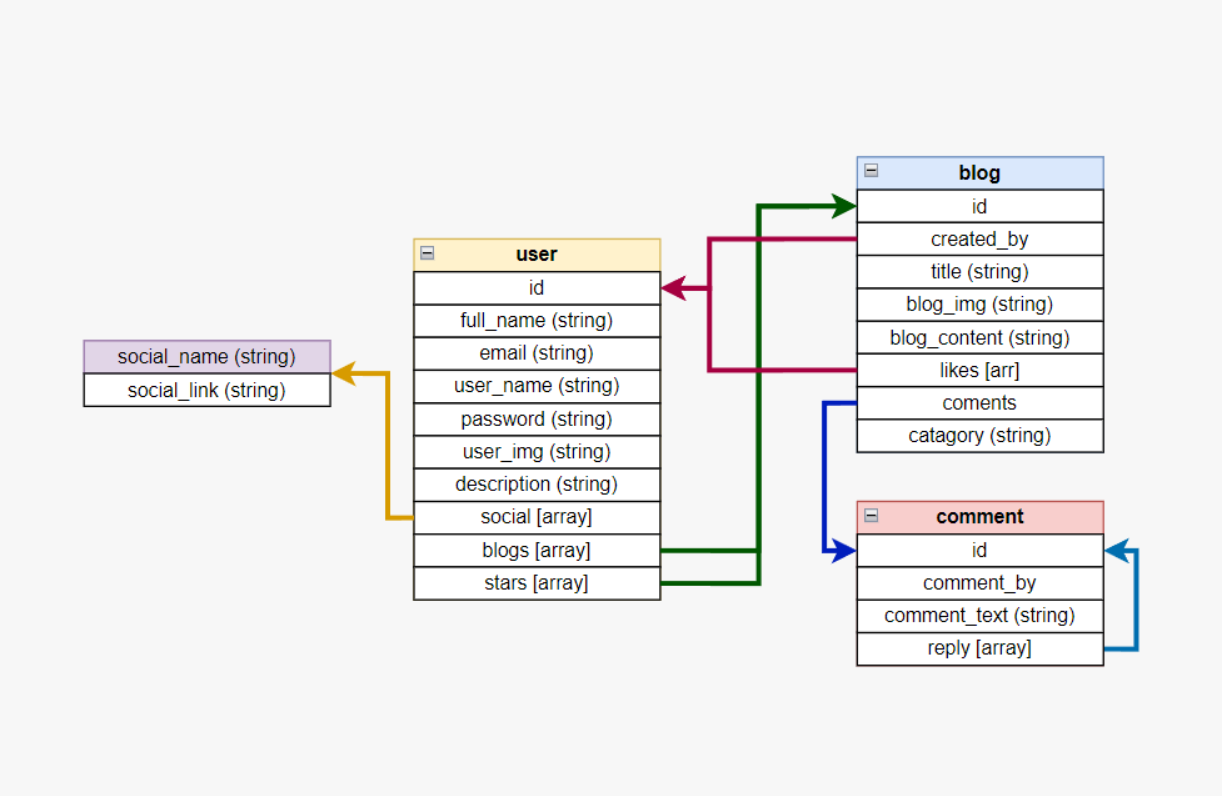 social_name (string)
social_link (string)
user
id
full_name (string)
email (string)
user_name (string)
password (string)
user_img (string)
description (string)
social [array]
blogs [array]
stars [array]
blog
id
created_by
title (string)
blog_img (string)
blog_content (string)
likes [arr]
coments
catagory (string)
comment
id
comment_by
comment_text (string)
reply [array]